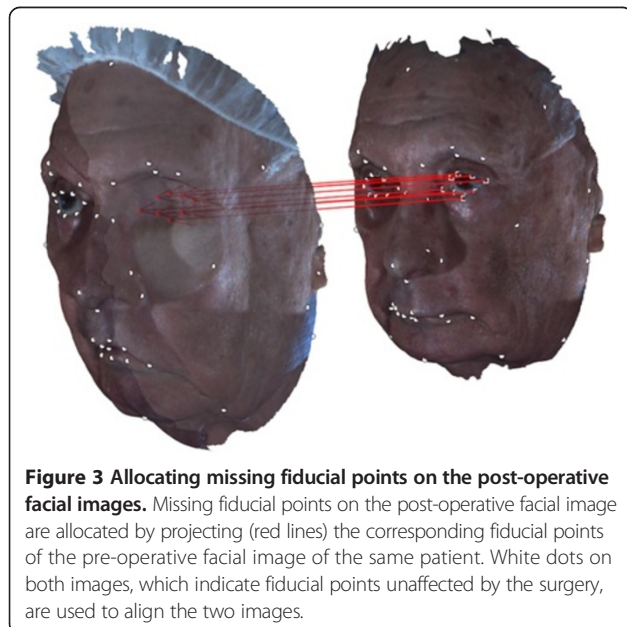 Figure 3 Allocating missing fiducial points on the post-operative
facial images. Missing fiducial points on the post-operative facial image
are allocated by projecting (red lines) the corresponding fiducial points
of the pre-operative facial image of the same patient. White dots on
both images, which indicate fiducial points unaffected by the surgery,
are used to align the two images.